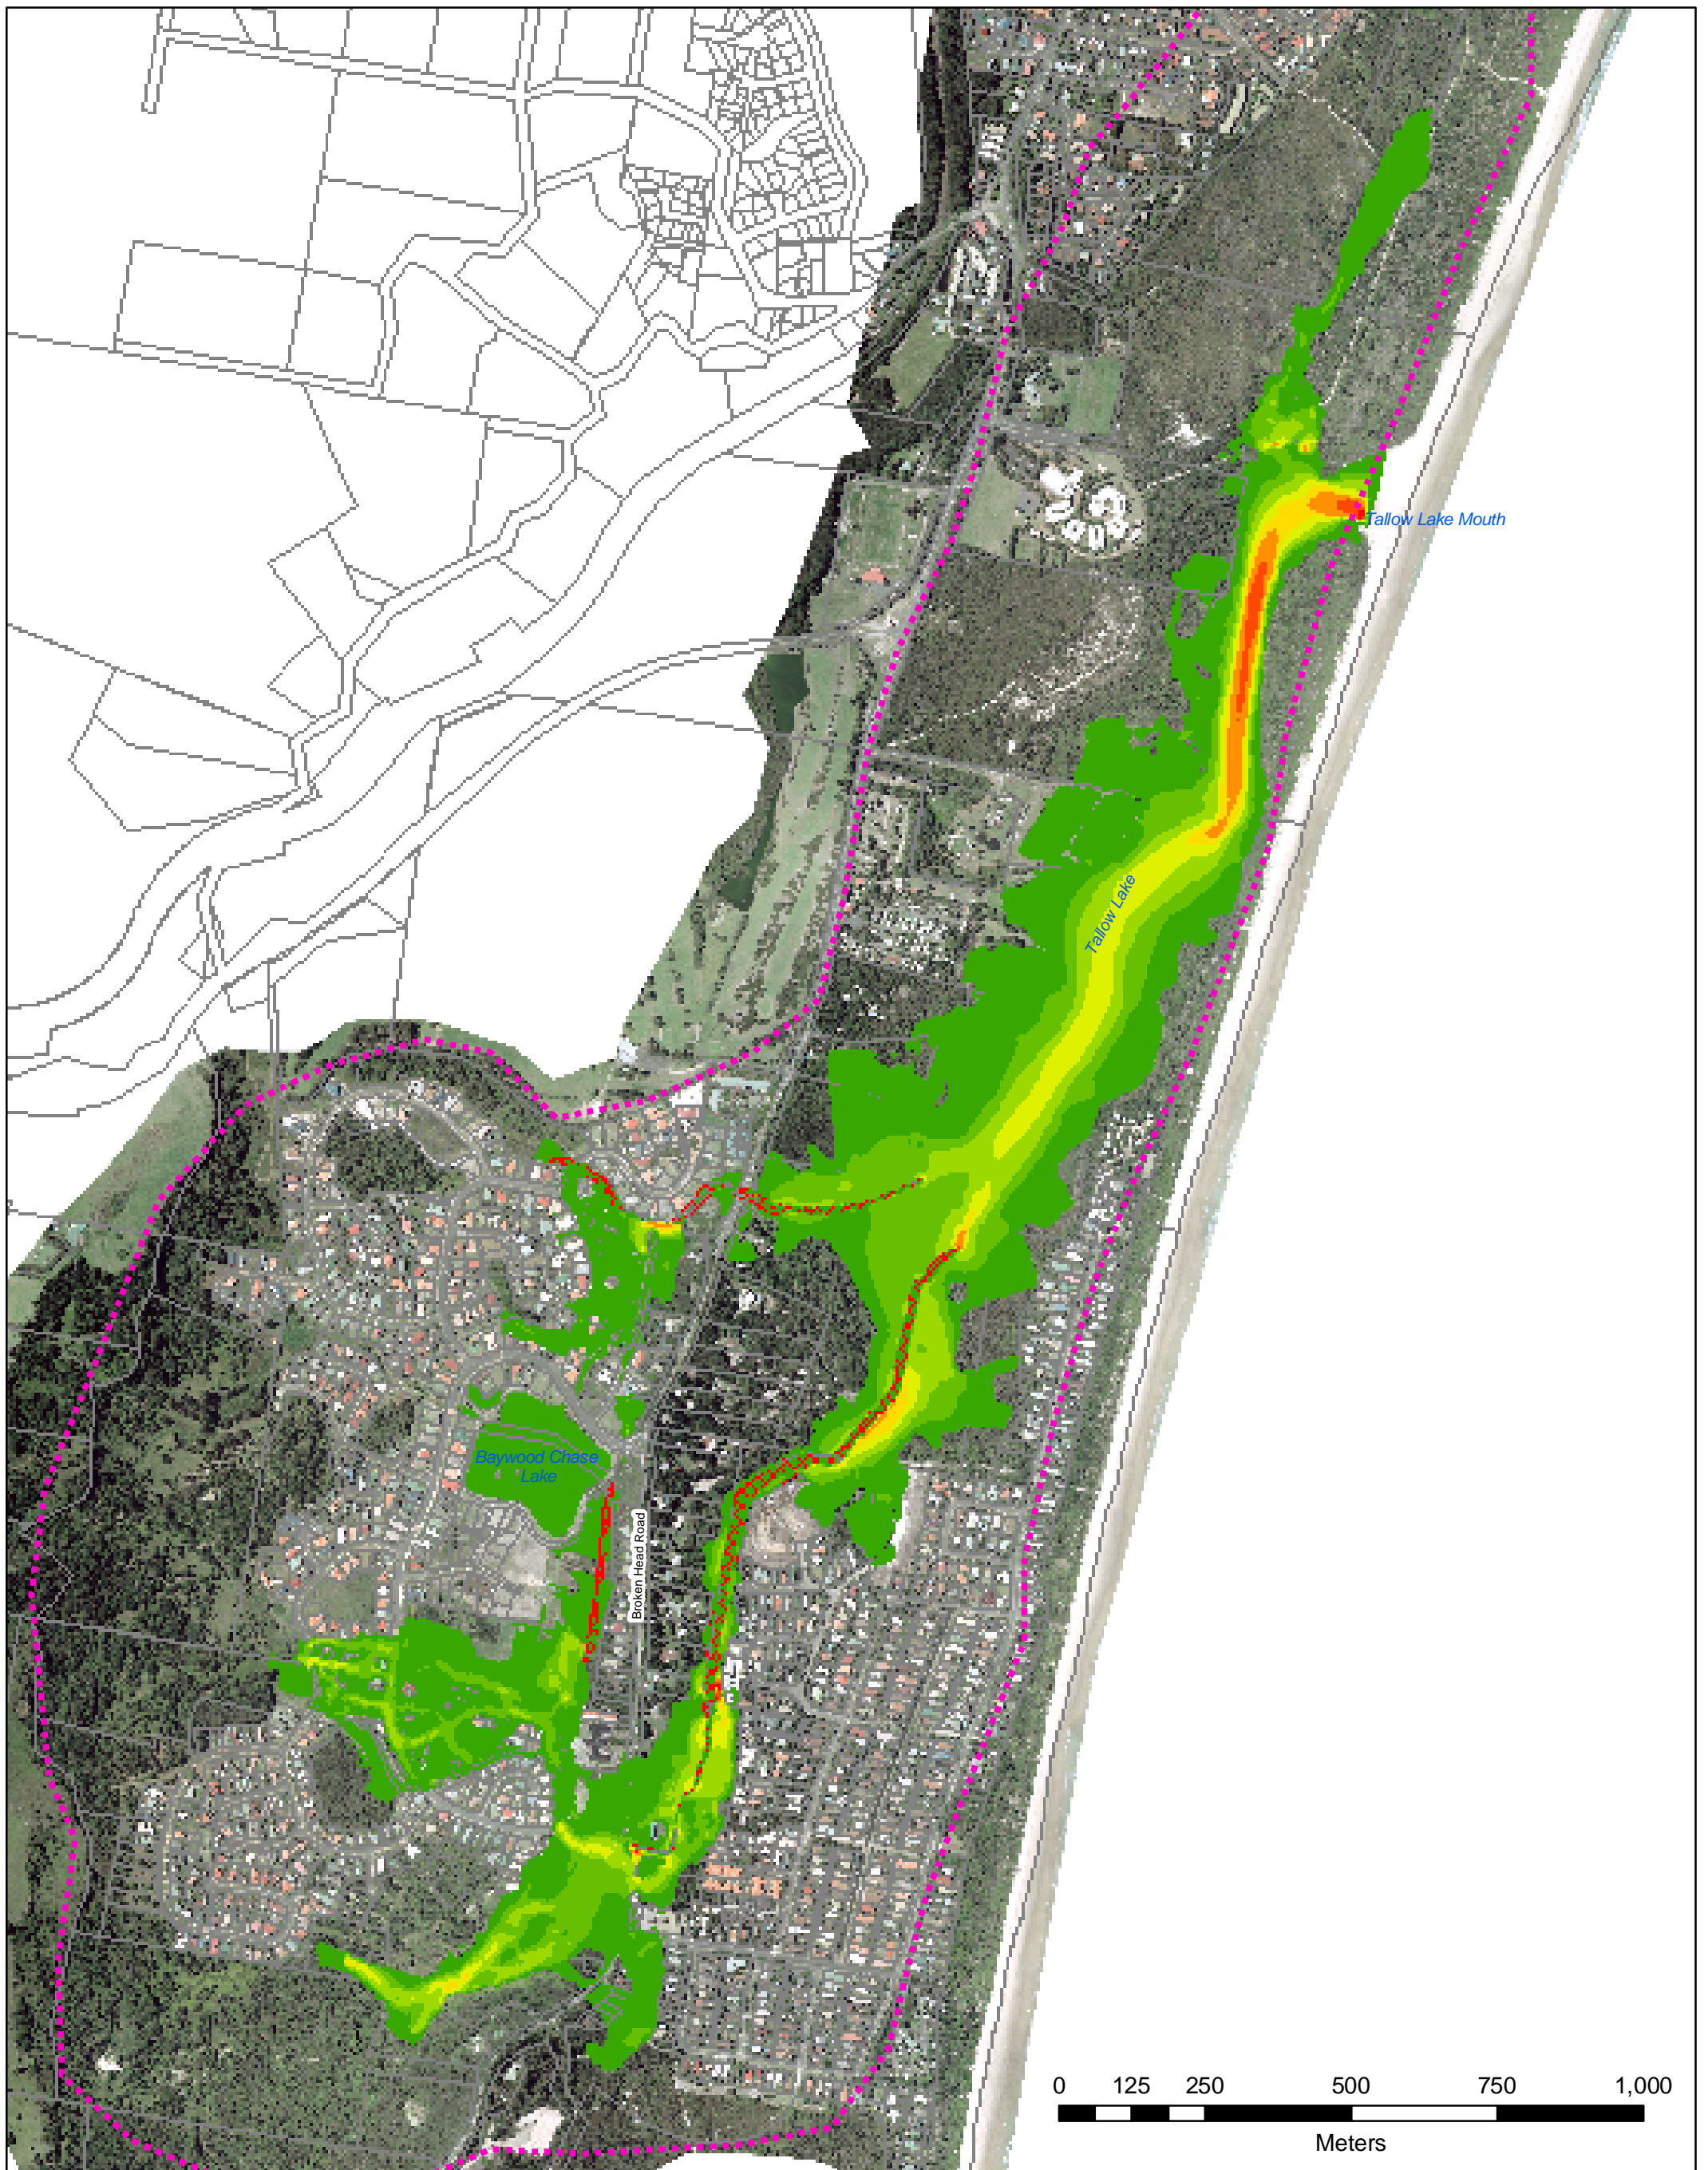 Tallow Lake Mouth
Tallow Lake
Baywood Chase
Lake
Broken Head Road
0 125 250 500 750 1,000
Meters